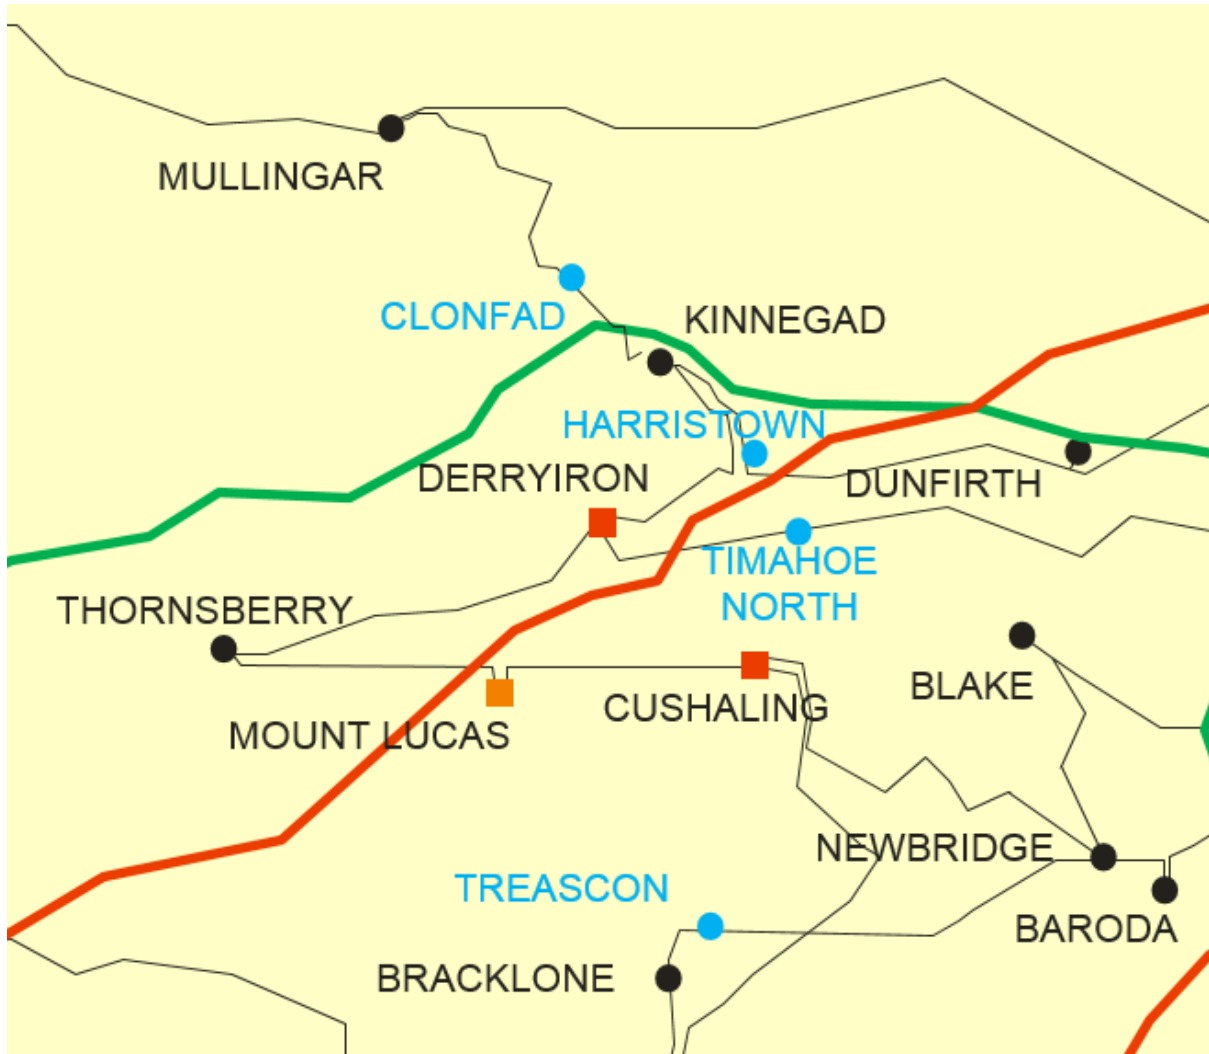 MULLINGAR
CLONFAD
KINNEGAD
HARRISTOWN
DERRYIRON
DUNFIRTH
TIMAHOE
NORTH
THORNSBERRY
BLAKE
CUSHALING
MOUNT LUCAS
NEWBRIDGE
TREASCON
BARODA
BRACKLONE